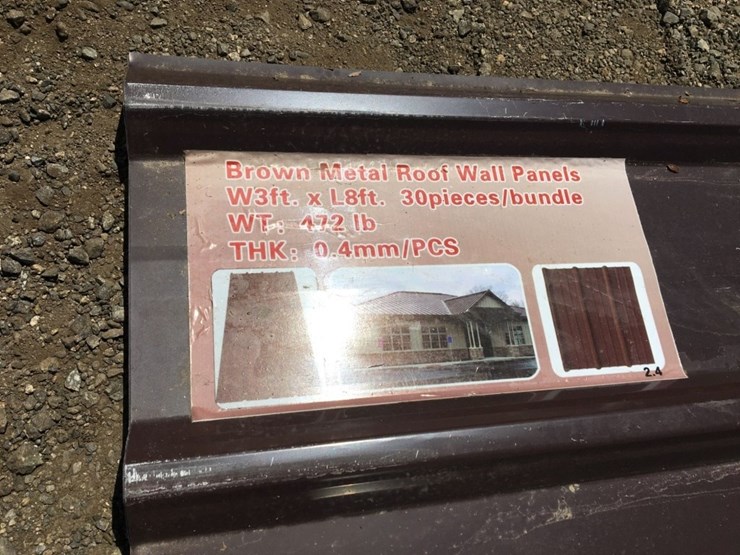 Brown Metal Roof Wall Panels
W3ft. x L8ft. 30pieces/bundle
WT: 472 lb
THK: 0.4mm/PCS
2.4